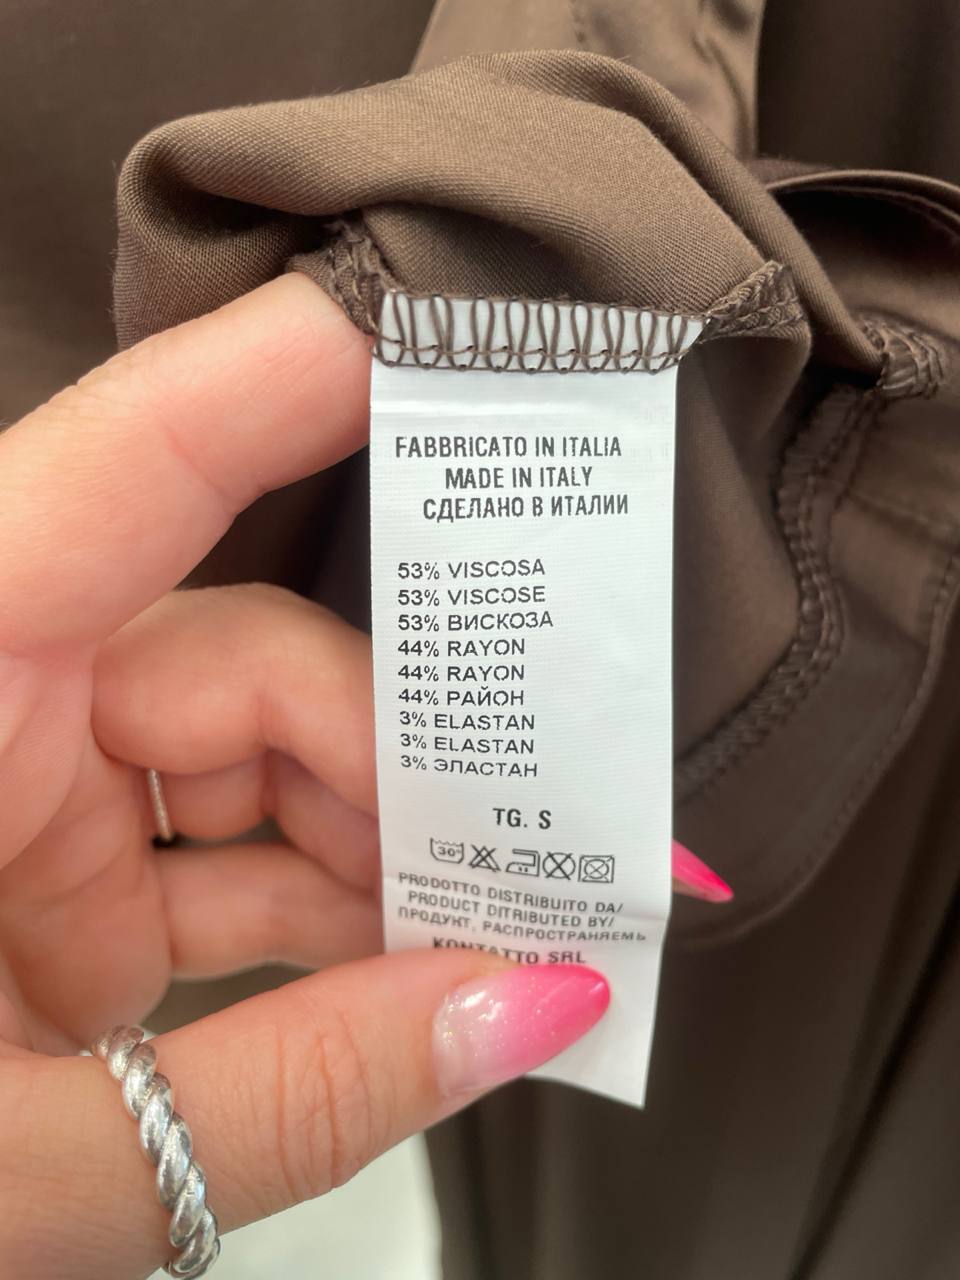 FABBRICATO IN ITALIA
MADE IN ITALY
СДЕЛАНО В ИТАЛИИ
53% VISCOSA
53% VISCOSE
53% ВИСКОЗА
44% RAYON
44% RAYON
44% РАЙОН
3% ELASTAN
3% ELASTAN
3% ЭЛАСТАН
TG. S
30°
PRODOTTO DISTRIBUITO DA/
PRODUCT DITRIBUTED BY/
ПРОДУКТ, РАСПРОСТРАНЯЕМЬ
KONTATTO SRL